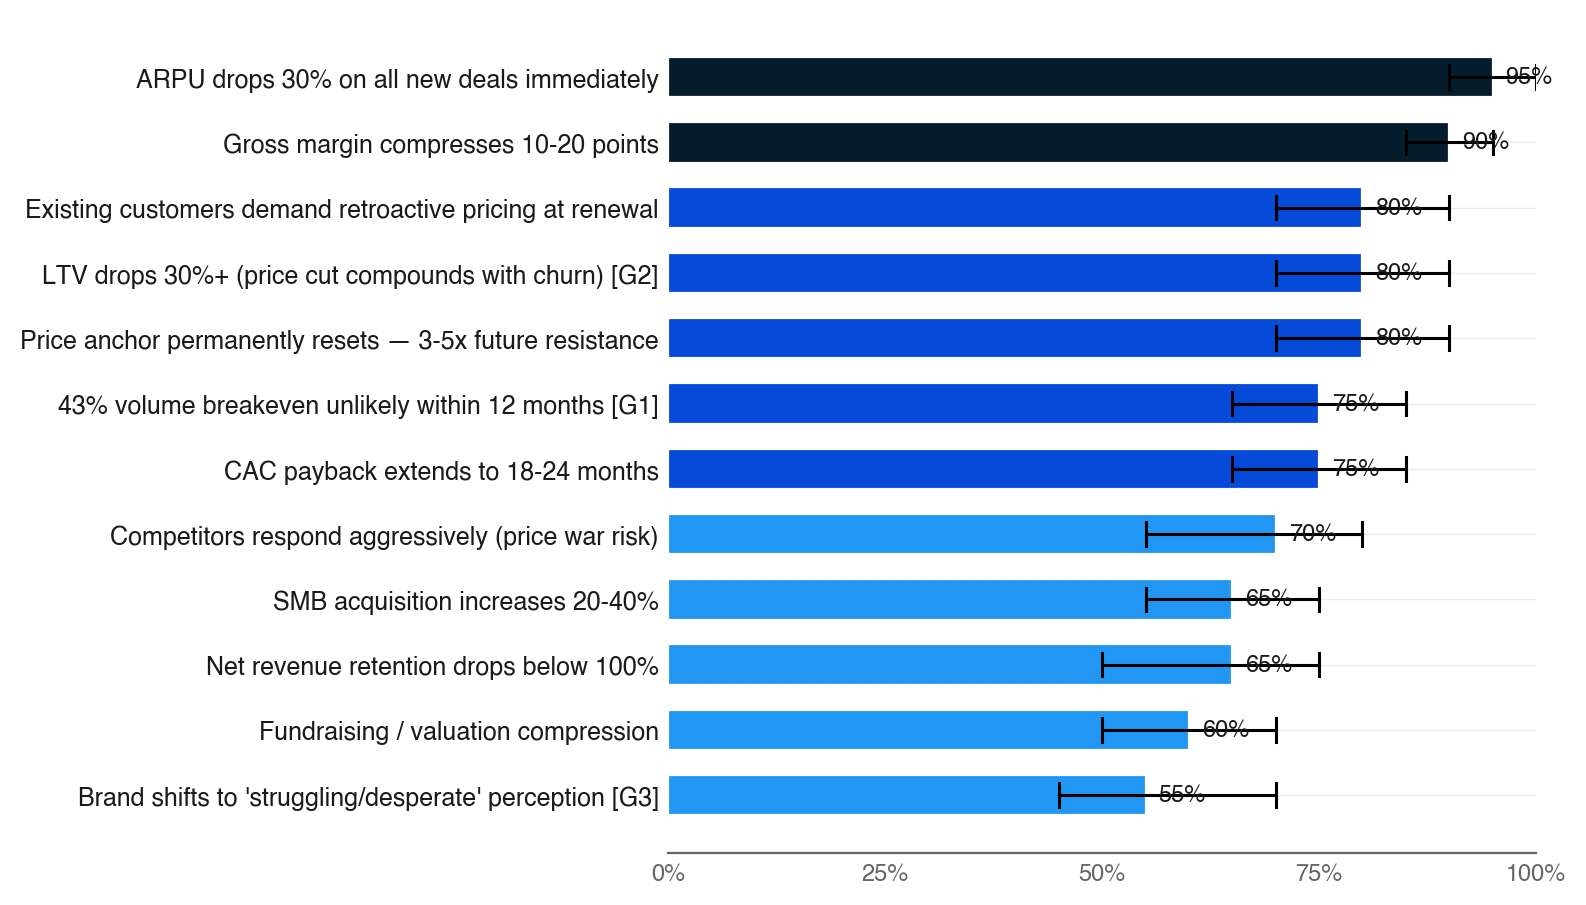 ARPU drops 30% on all new deals immediately 95%
Gross margin compresses 10-20 points 90%
Existing customers demand retroactive pricing at renewal 80%
LTV drops 30%+ (price cut compounds with churn) [G2] 80%
Price anchor permanently resets — 3-5x future resistance 80%
43% volume breakeven unlikely within 12 months [G1] 75%
CAC payback extends to 18-24 months 75%
Competitors respond aggressively (price war risk) 70%
SMB acquisition increases 20-40% 65%
Net revenue retention drops below 100% 65%
Fundraising / valuation compression 60%
Brand shifts to 'struggling/desperate' perception [G3] 55%
0% 25% 50% 75% 100%